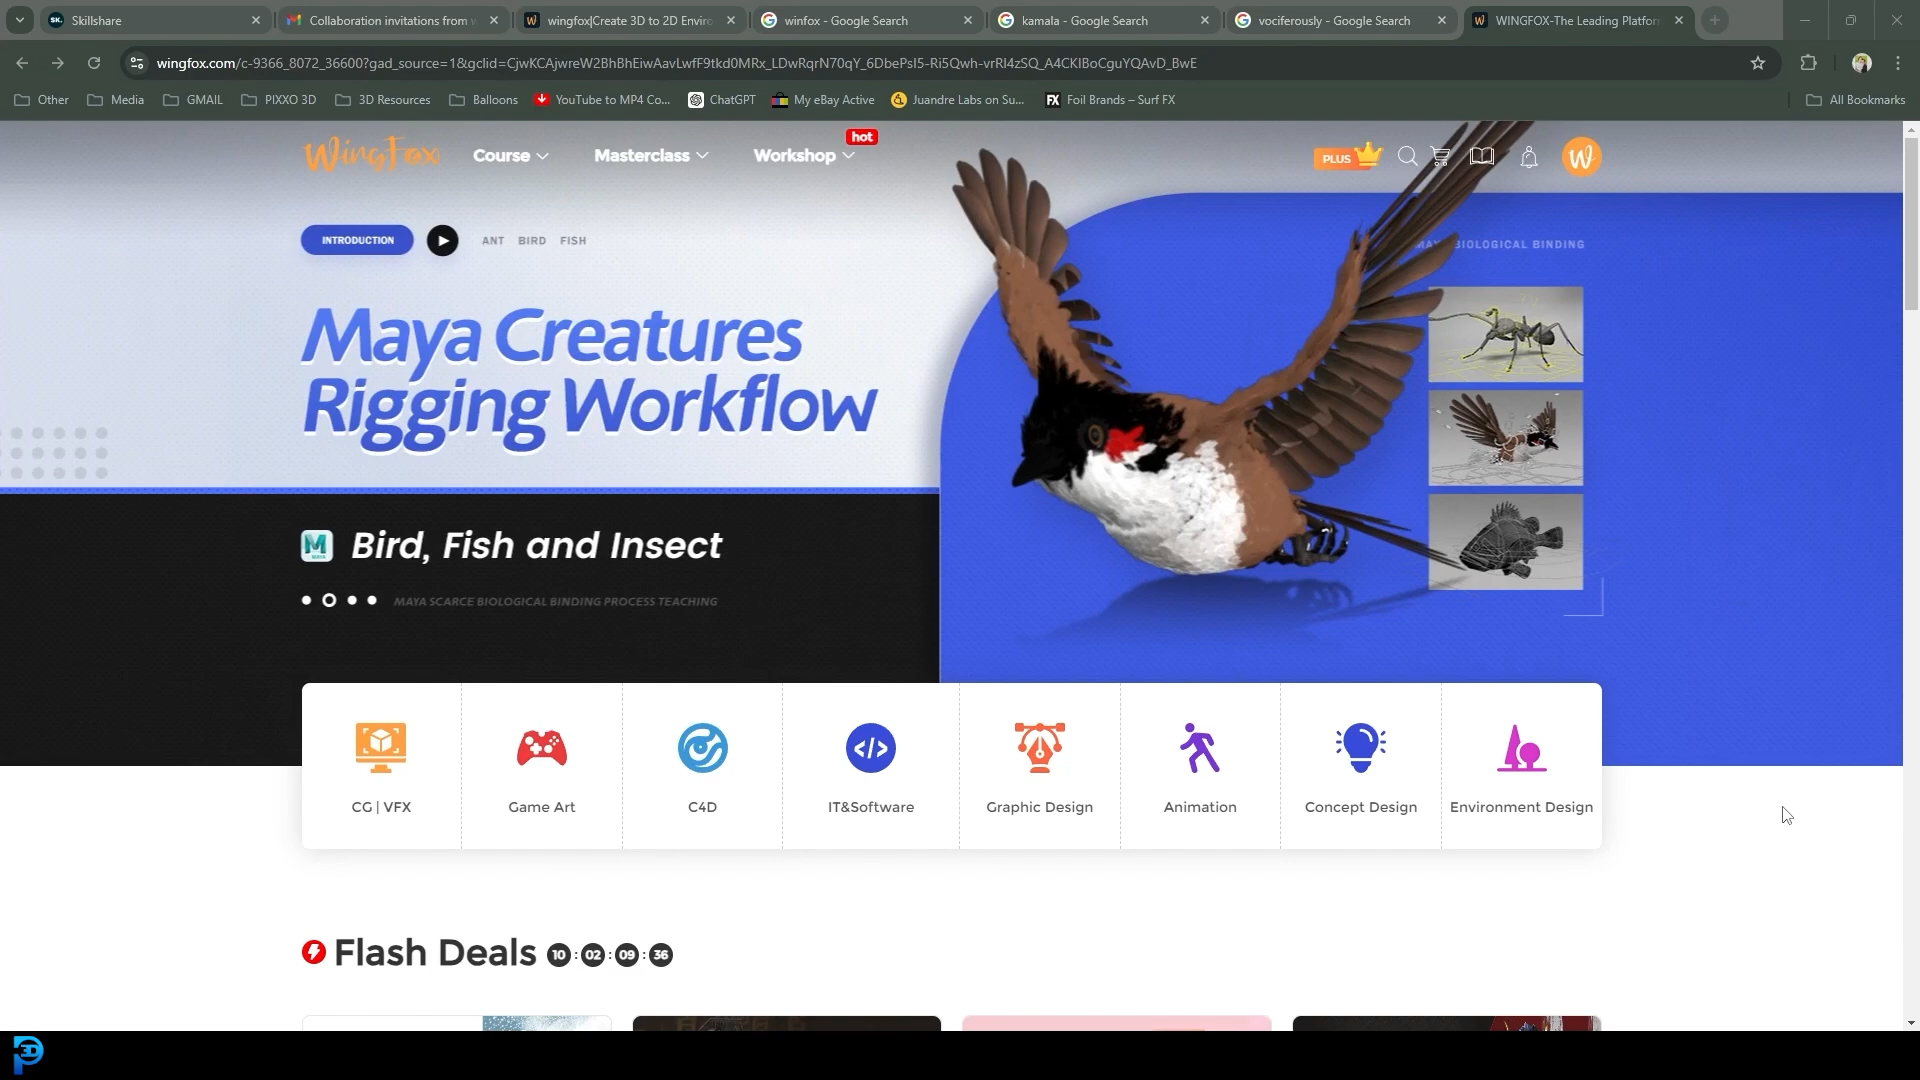 SK. Skillshare
Collaboration invitations from w
wingfox|Create 3D to 2D Enviro
winfox - Google Search
kamala - Google Search
vociferously - Google Search
WINGFOX-The Leading Platfor
wingfox.com/c-9366_8072_36600?gad_source=1&gclid=CjwKCAjwreW2BhBhEiwAavLwfF9tkd0MRx_LDwRqrN70qY_6DbePsI5-Ri5Qwh-vrRI4zSQ_A4CKIBoCguYQAvD_BwE
Other Media GMAIL PIXXO 3D 3D Resources Balloons YouTube to MP4 Co... ChatGPT My eBay Active Juandre Labs on Su... FX Foil Brands – Surf FX All Bookmarks
WingFox Course Masterclass Workshop hot PLUS
INTRODUCTION ANT BIRD FISH
BIOLOGICAL BINDING
Maya Creatures
Rigging Workflow
Bird, Fish and Insect
MAYA SCARCE BIOLOGICAL BINDING PROCESS TEACHING
CG | VFX Game Art C4D IT&Software Graphic Design Animation Concept Design Environment Design
Flash Deals 10 : 02 : 09 : 36